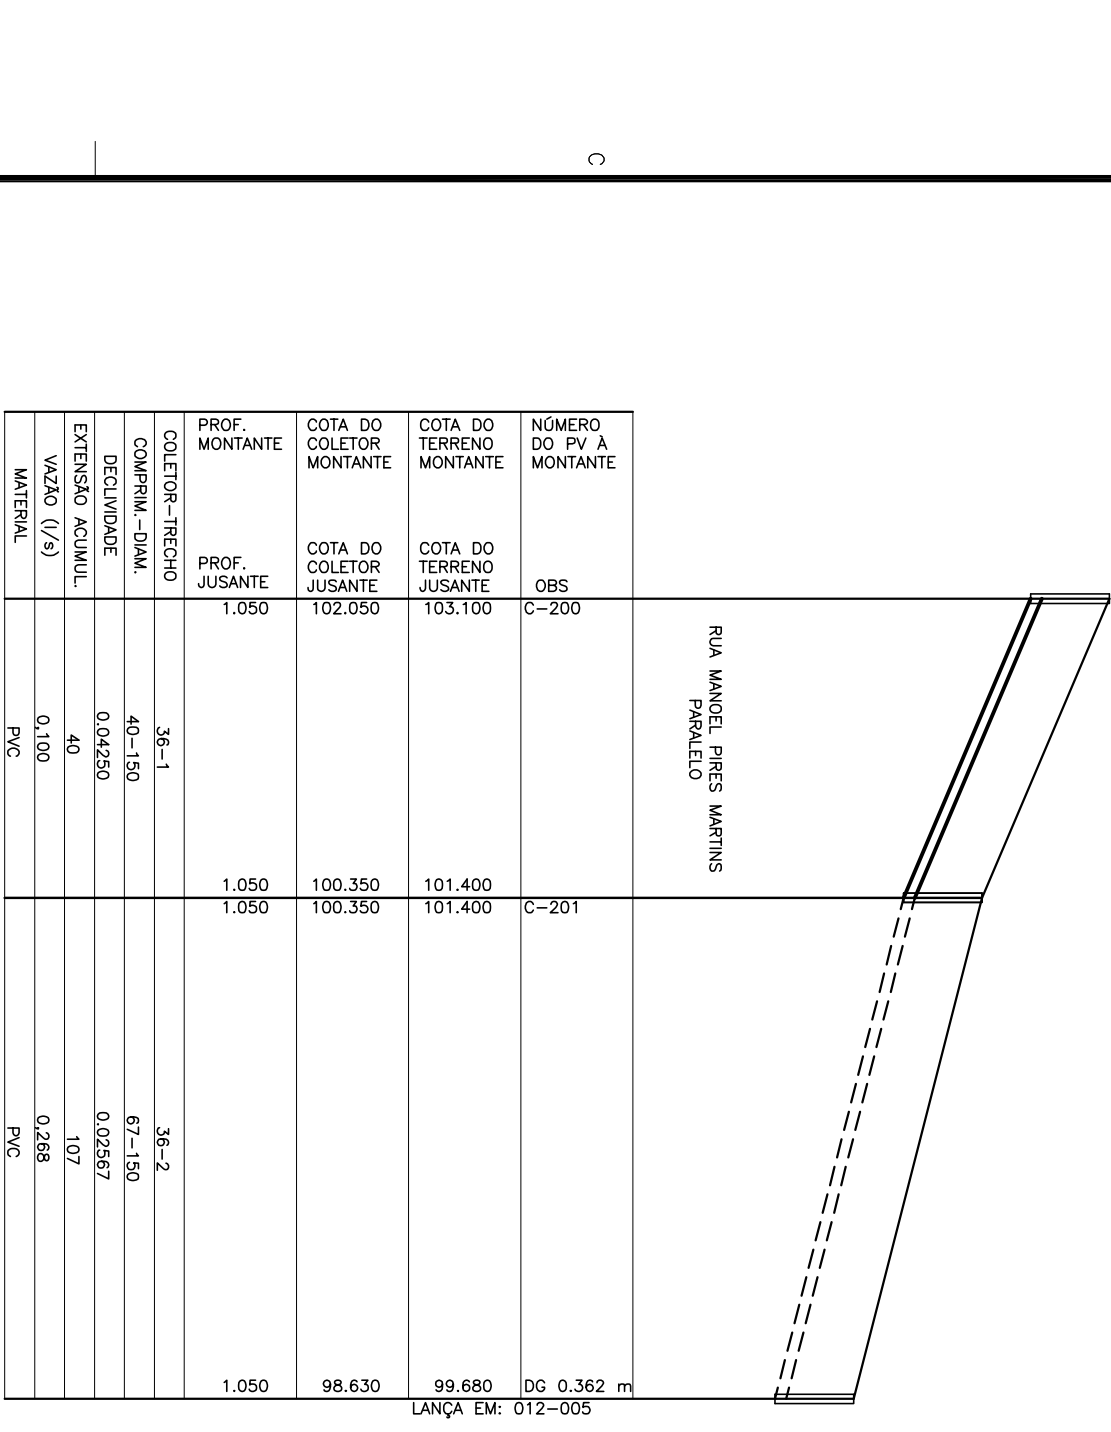 C
PROF.
MONTANTE
COTA DO
COLETOR
MONTANTE
COTA DO
TERRENO
MONTANTE
NÚMERO
DO PV À
MONTANTE
PROF.
JUSANTE
COTA DO
COLETOR
JUSANTE
COTA DO
TERRENO
JUSANTE
OBS
COLETOR-TRECHO
COMPRIM.-DIAM.
DECLIVIDADE
EXTENSÃO ACUMUL.
VAZÃO (l/s)
MATERIAL
1.050 102.050 103.100 C-200
RUA MANOEL PIRES MARTINS
PARALELO
36-1
40-150
0.04250
40
0,100
PVC
1.050 100.350 101.400
1.050 100.350 101.400 C-201
36-2
67-150
0.02567
107
0,268
PVC
1.050 98.630 99.680 DG 0.362 m
LANÇA EM: 012-005